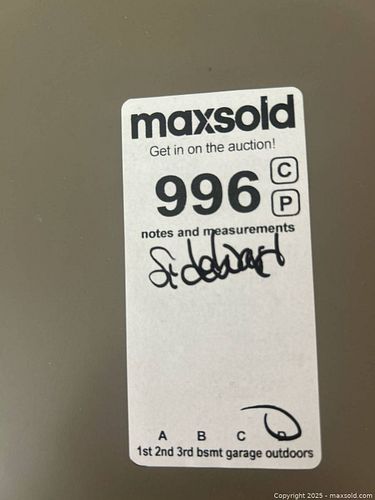 maxsold
Get in on the auction!
996 C
P
notes and measurements
A B C D
1st 2nd 3rd bsmt garage outdoors
Copyright 2025 - maxsold.com